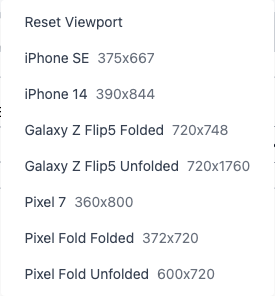 Reset Viewport
iPhone SE 375x667
iPhone 14 390x844
Galaxy Z Flip5 Folded 720x748
Galaxy Z Flip5 Unfolded 720x1760
Pixel 7 360x800
Pixel Fold Folded 372x720
Pixel Fold Unfolded 600x720